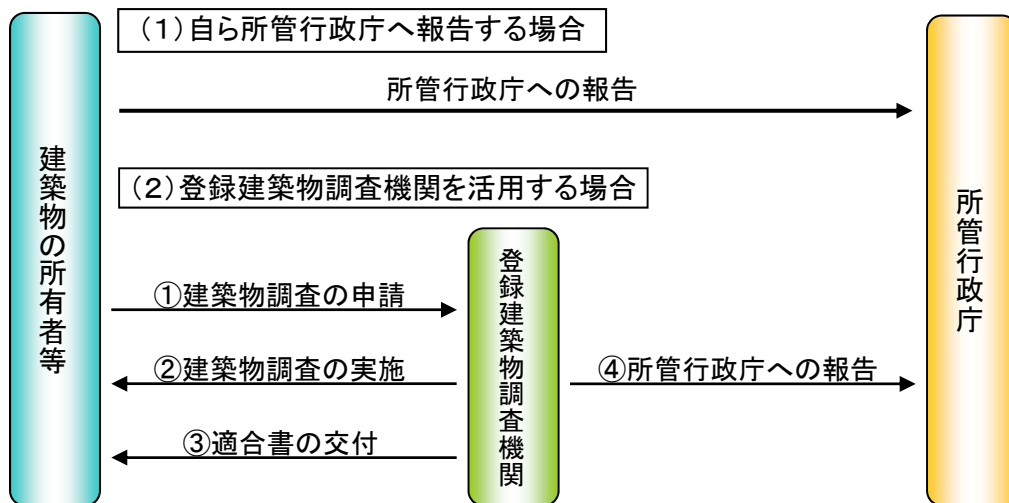 (1)自ら所管行政庁へ報告する場合
所管行政庁への報告
建築物の所有者等
(2)登録建築物調査機関を活用する場合
登録建築物調査機関
所管行政庁
①建築物調査の申請
②建築物調査の実施
④所管行政庁への報告
③適合書の交付